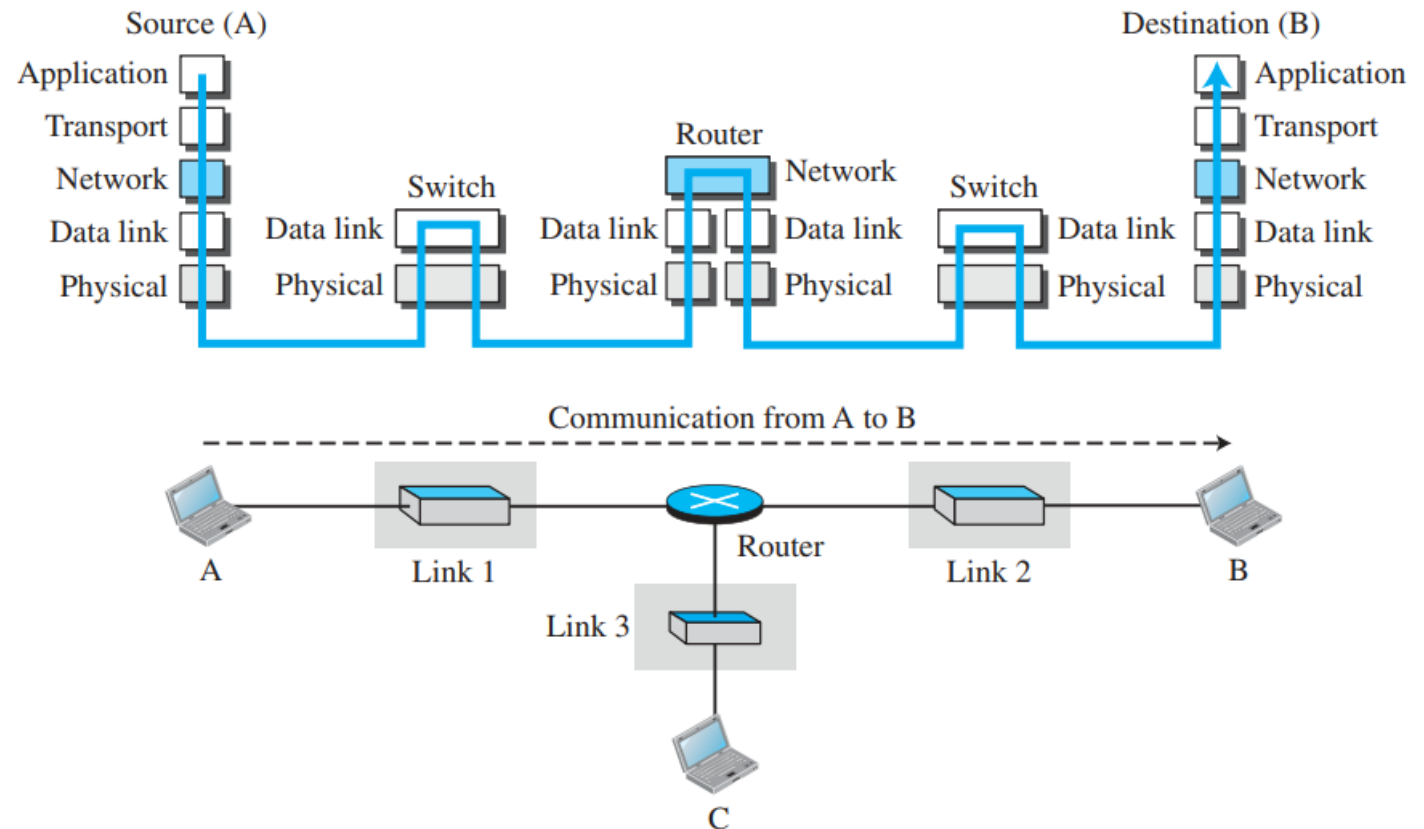 Source (A)
Destination (B)
Application
Application
Transport
Transport
Router
Network
Network
Network
Switch
Switch
Data link
Data link
Data link
Data link
Data link
Data link
Physical
Physical
Physical
Physical
Physical
Physical
Communication from A to B
Router
A
Link 1
Link 2
B
Link 3
C